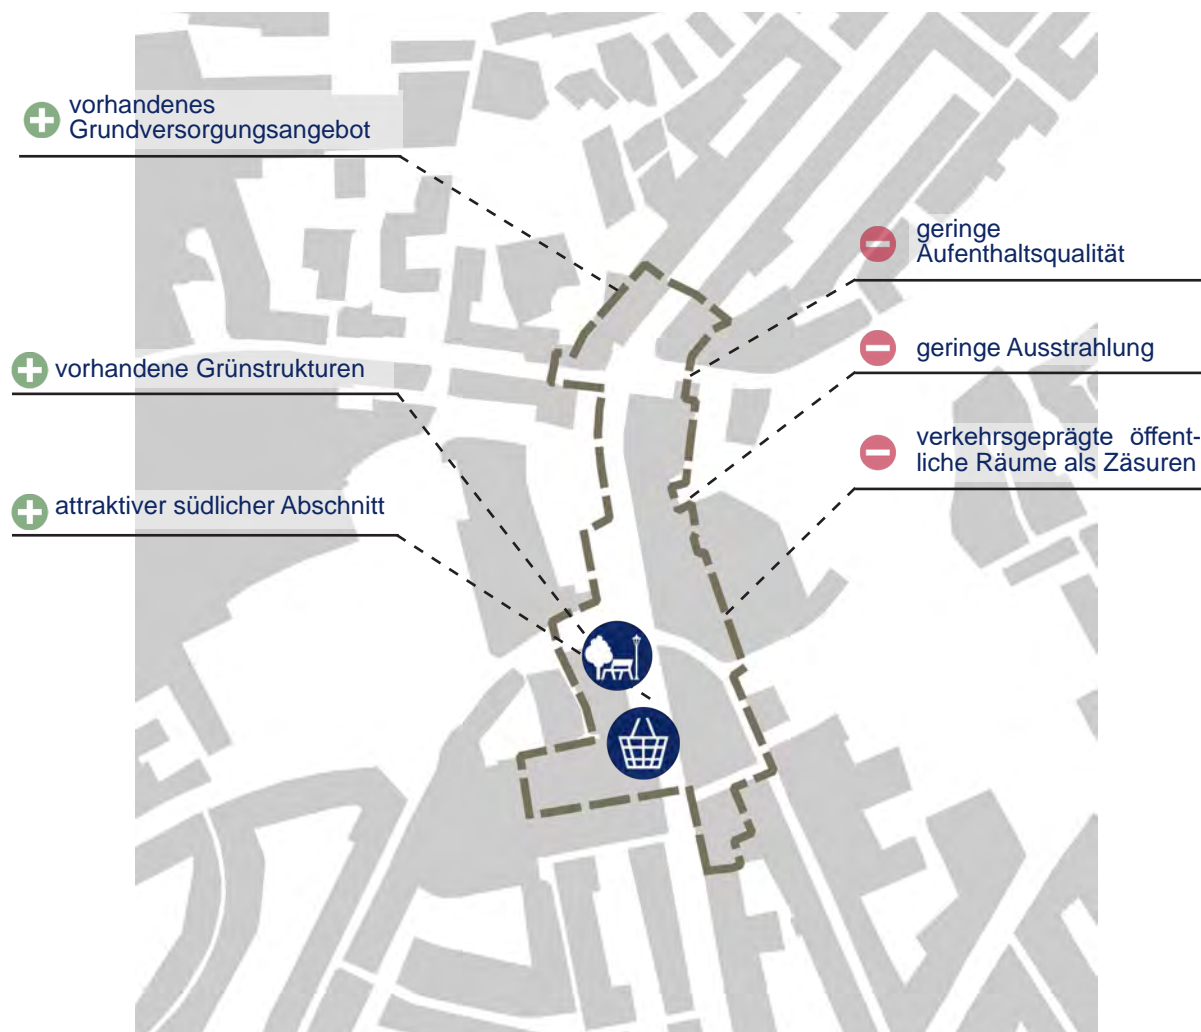 vorhandenes
Grundversorgungsangebot
vorhandene Grünstrukturen
attraktiver südlicher Abschnitt
geringe
Aufenthaltsqualität
geringe Ausstrahlung
verkehrsgeprägte öffent-
liche Räume als Zäsuren